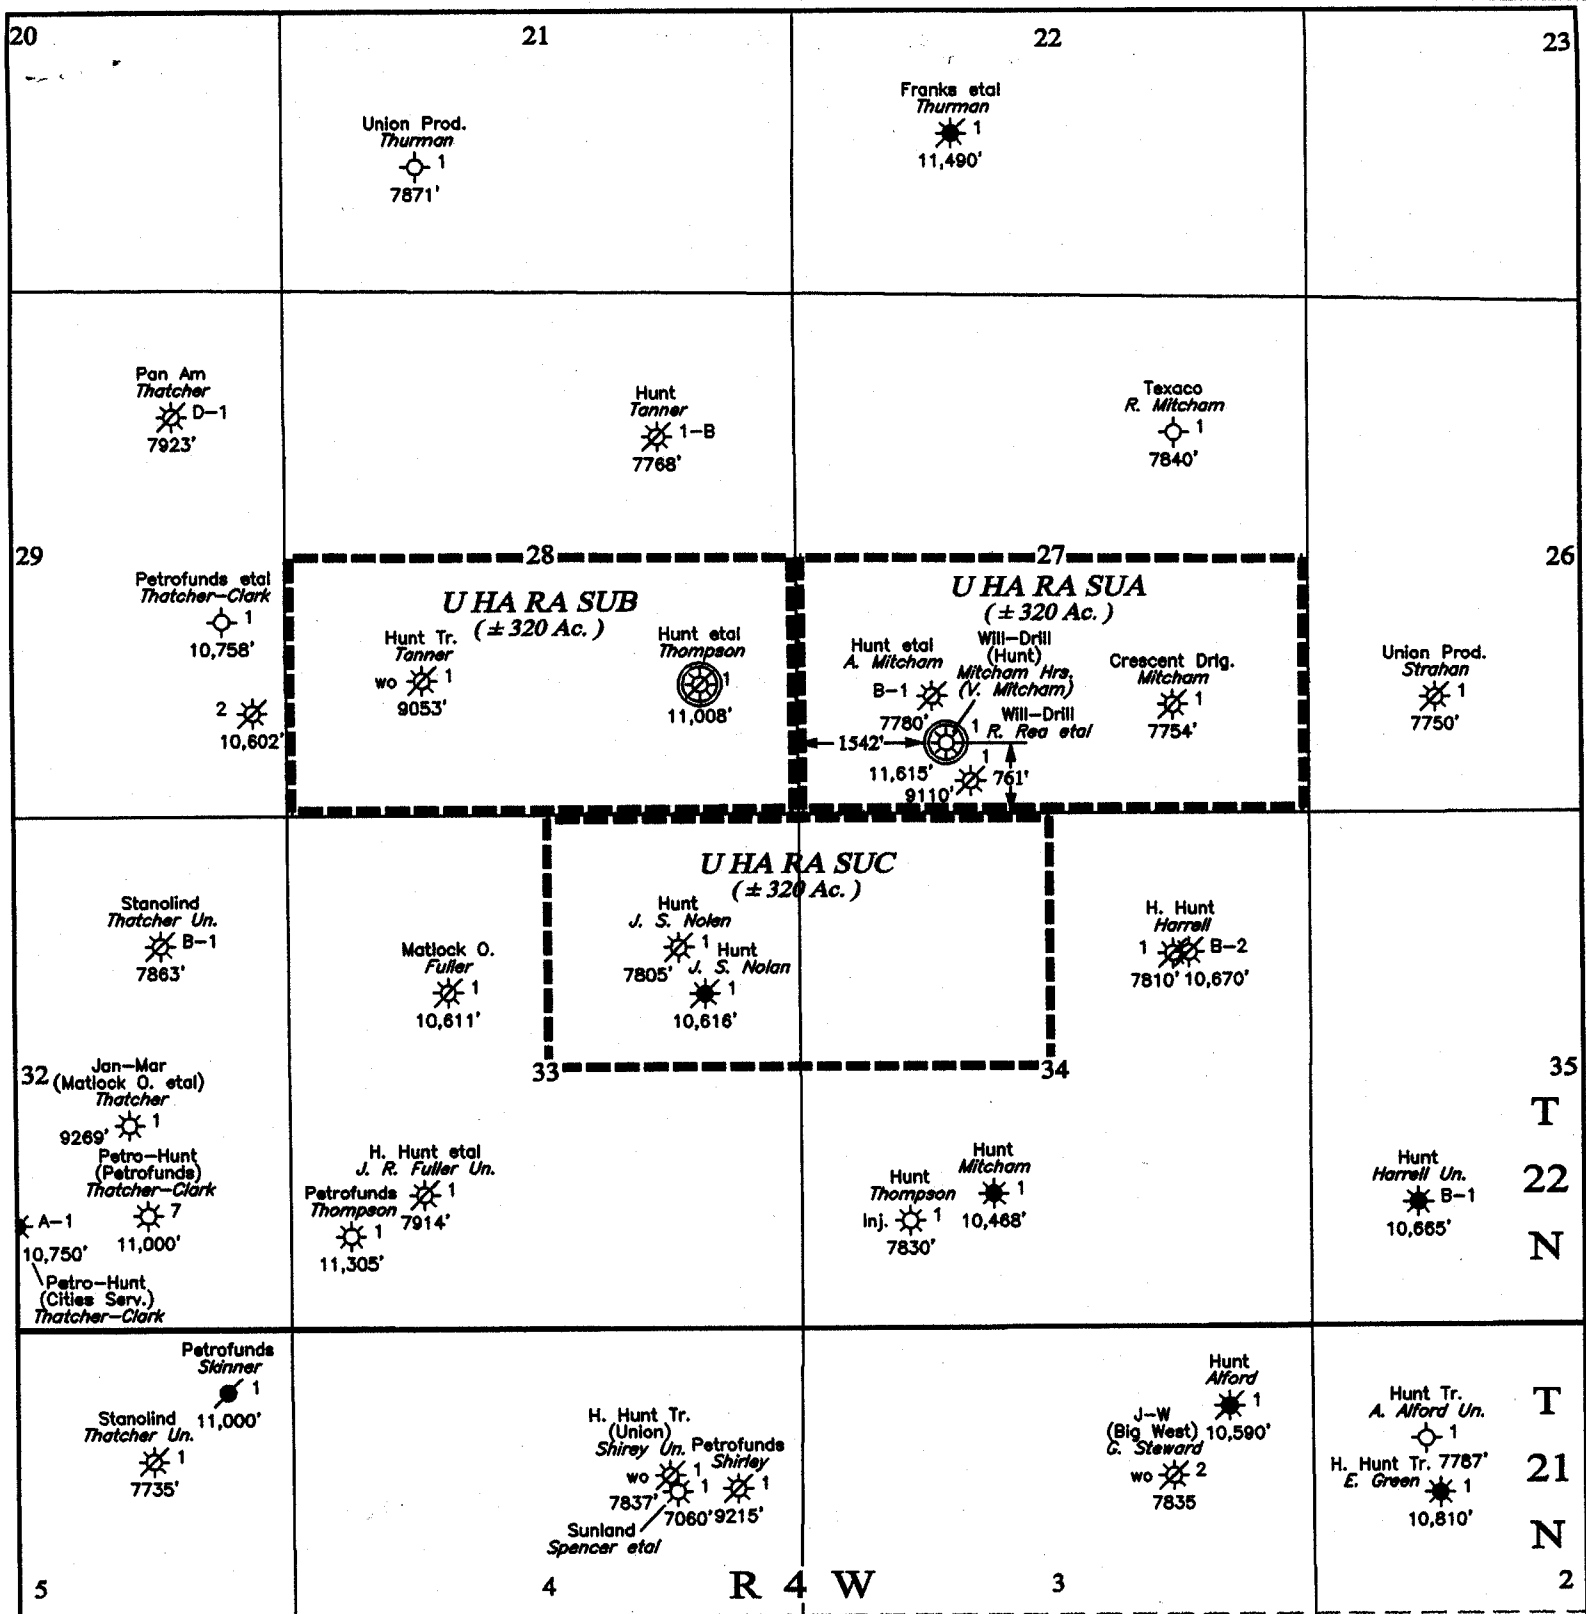 20
21
22
23
Franks etal
Thurman
1
11,490'
Union Prod.
Thurman
1
7871'
Pan Am
Thatcher
D-1
7923'
Hunt
Tanner
1-B
7768'
Texaco
R. Mitcham
1
7840'
29
28
27
26
Petrofunds etal
Thatcher-Clark
1
10,758'
2
10,602'
U HA RA SUB
( ± 320 Ac. )
Hunt Tr.
Tanner
wo
1
9053'
Hunt etal
Thompson
1
11,008'
U HA RA SUA
( ± 320 Ac. )
Hunt etal
A. Mitcham
B-1
7780'
Will-Drill
(Hunt)
Mitcham Hrs.
(V. Mitcham)
1
11,615'
1542'
Will-Drill
R. Rea etal
1
761'
9110'
Crescent Drlg.
Mitcham
1
7754'
Union Prod.
Strahan
1
7750'
U HA RA SUC
( ± 320 Ac. )
Stanolind
Thatcher Un.
B-1
7863'
Matlock O.
Fuller
1
10,611'
Hunt
J. S. Nolen
1
7805'
Hunt
J. S. Nolan
1
10,616'
H. Hunt
Harrell
1
B-2
7810' 10,670'
32
33
34
35
Jan-Mar
(Matlock O. etal)
Thatcher
1
9269'
Petro-Hunt
(Petrofunds)
Thatcher-Clark
7
11,000'
A-1
10,750'
Petro-Hunt
(Cities Serv.)
Thatcher-Clark
H. Hunt etal
J. R. Fuller Un.
1
7914'
Petrofunds
Thompson
1
11,305'
Hunt
Thompson
Inj.
1
7830'
Hunt
Mitcham
1
10,468'
Hunt
Harrell Un.
B-1
10,665'
T
22
N
Petrofunds
Skinner
1
11,000'
Stanolind
Thatcher Un.
1
7735'
H. Hunt Tr.
(Union)
Shirey Un.
wo
1
7837'
1
7060'
Sunland
Spencer etal
Petrofunds
Shirley
1
9215'
Hunt
Alford
1
10,590'
J-W
(Big West)
G. Steward
wo
2
7835
Hunt Tr.
A. Alford Un.
1
7787'
H. Hunt Tr.
E. Green
1
10,810'
T
21
N
5
4
R 4 W
3
2